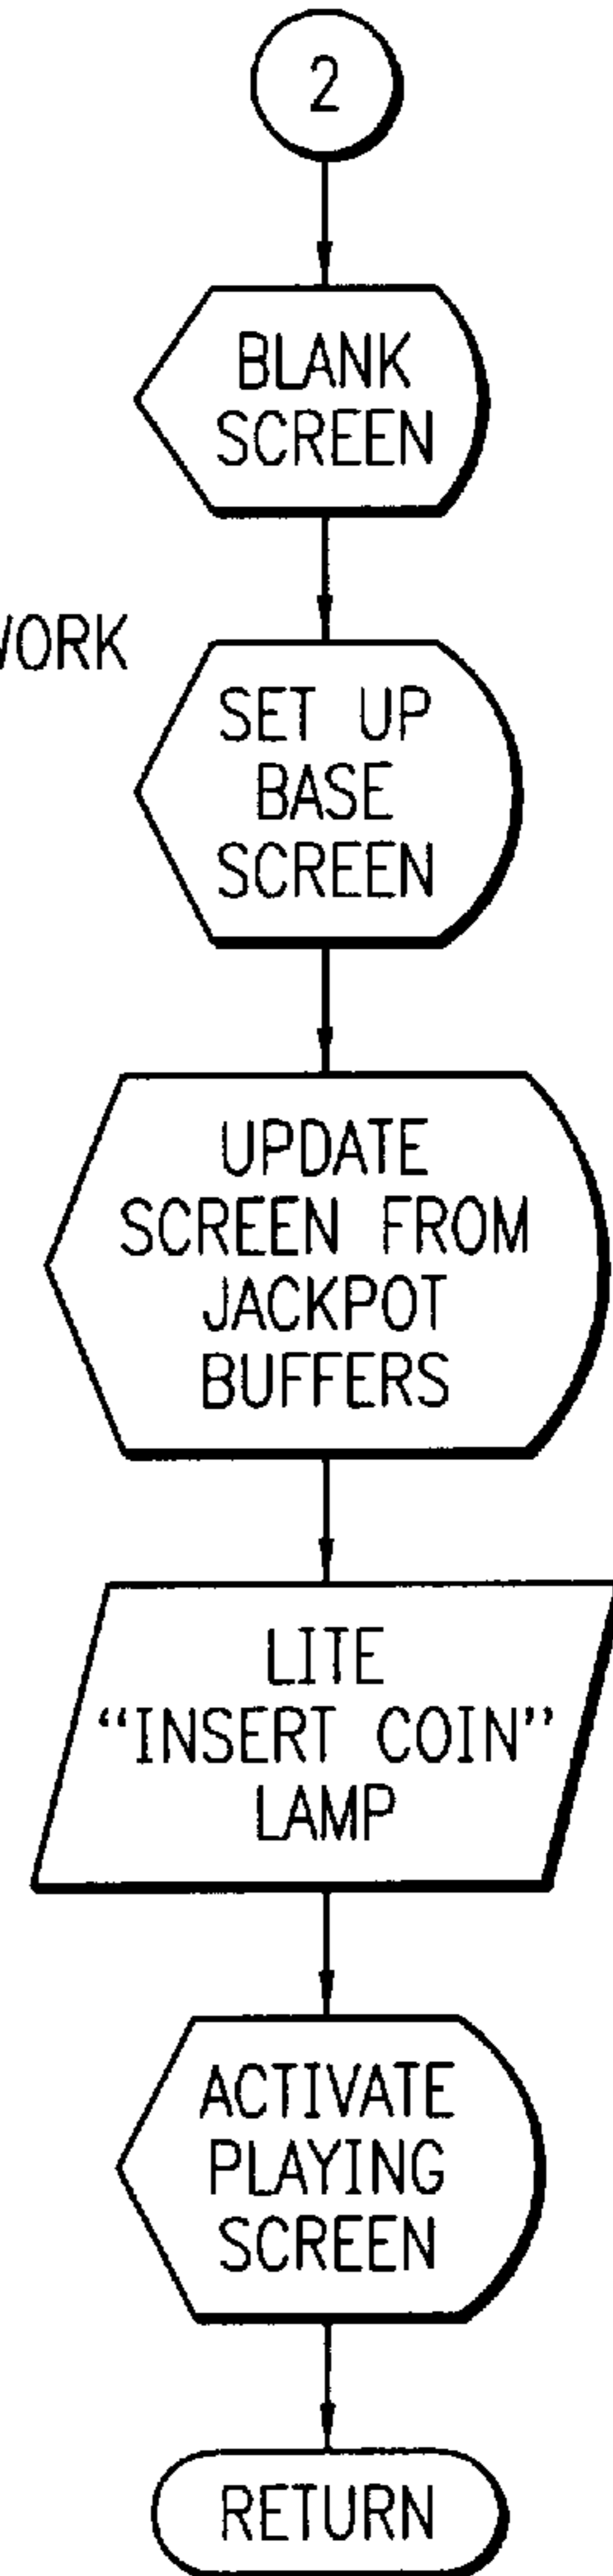 2
BLANK
SCREEN
WORK
SET UP
BASE
SCREEN
UPDATE
SCREEN FROM
JACKPOT
BUFFERS
LITE
“INSERT COIN”
LAMP
ACTIVATE
PLAYING
SCREEN
RETURN